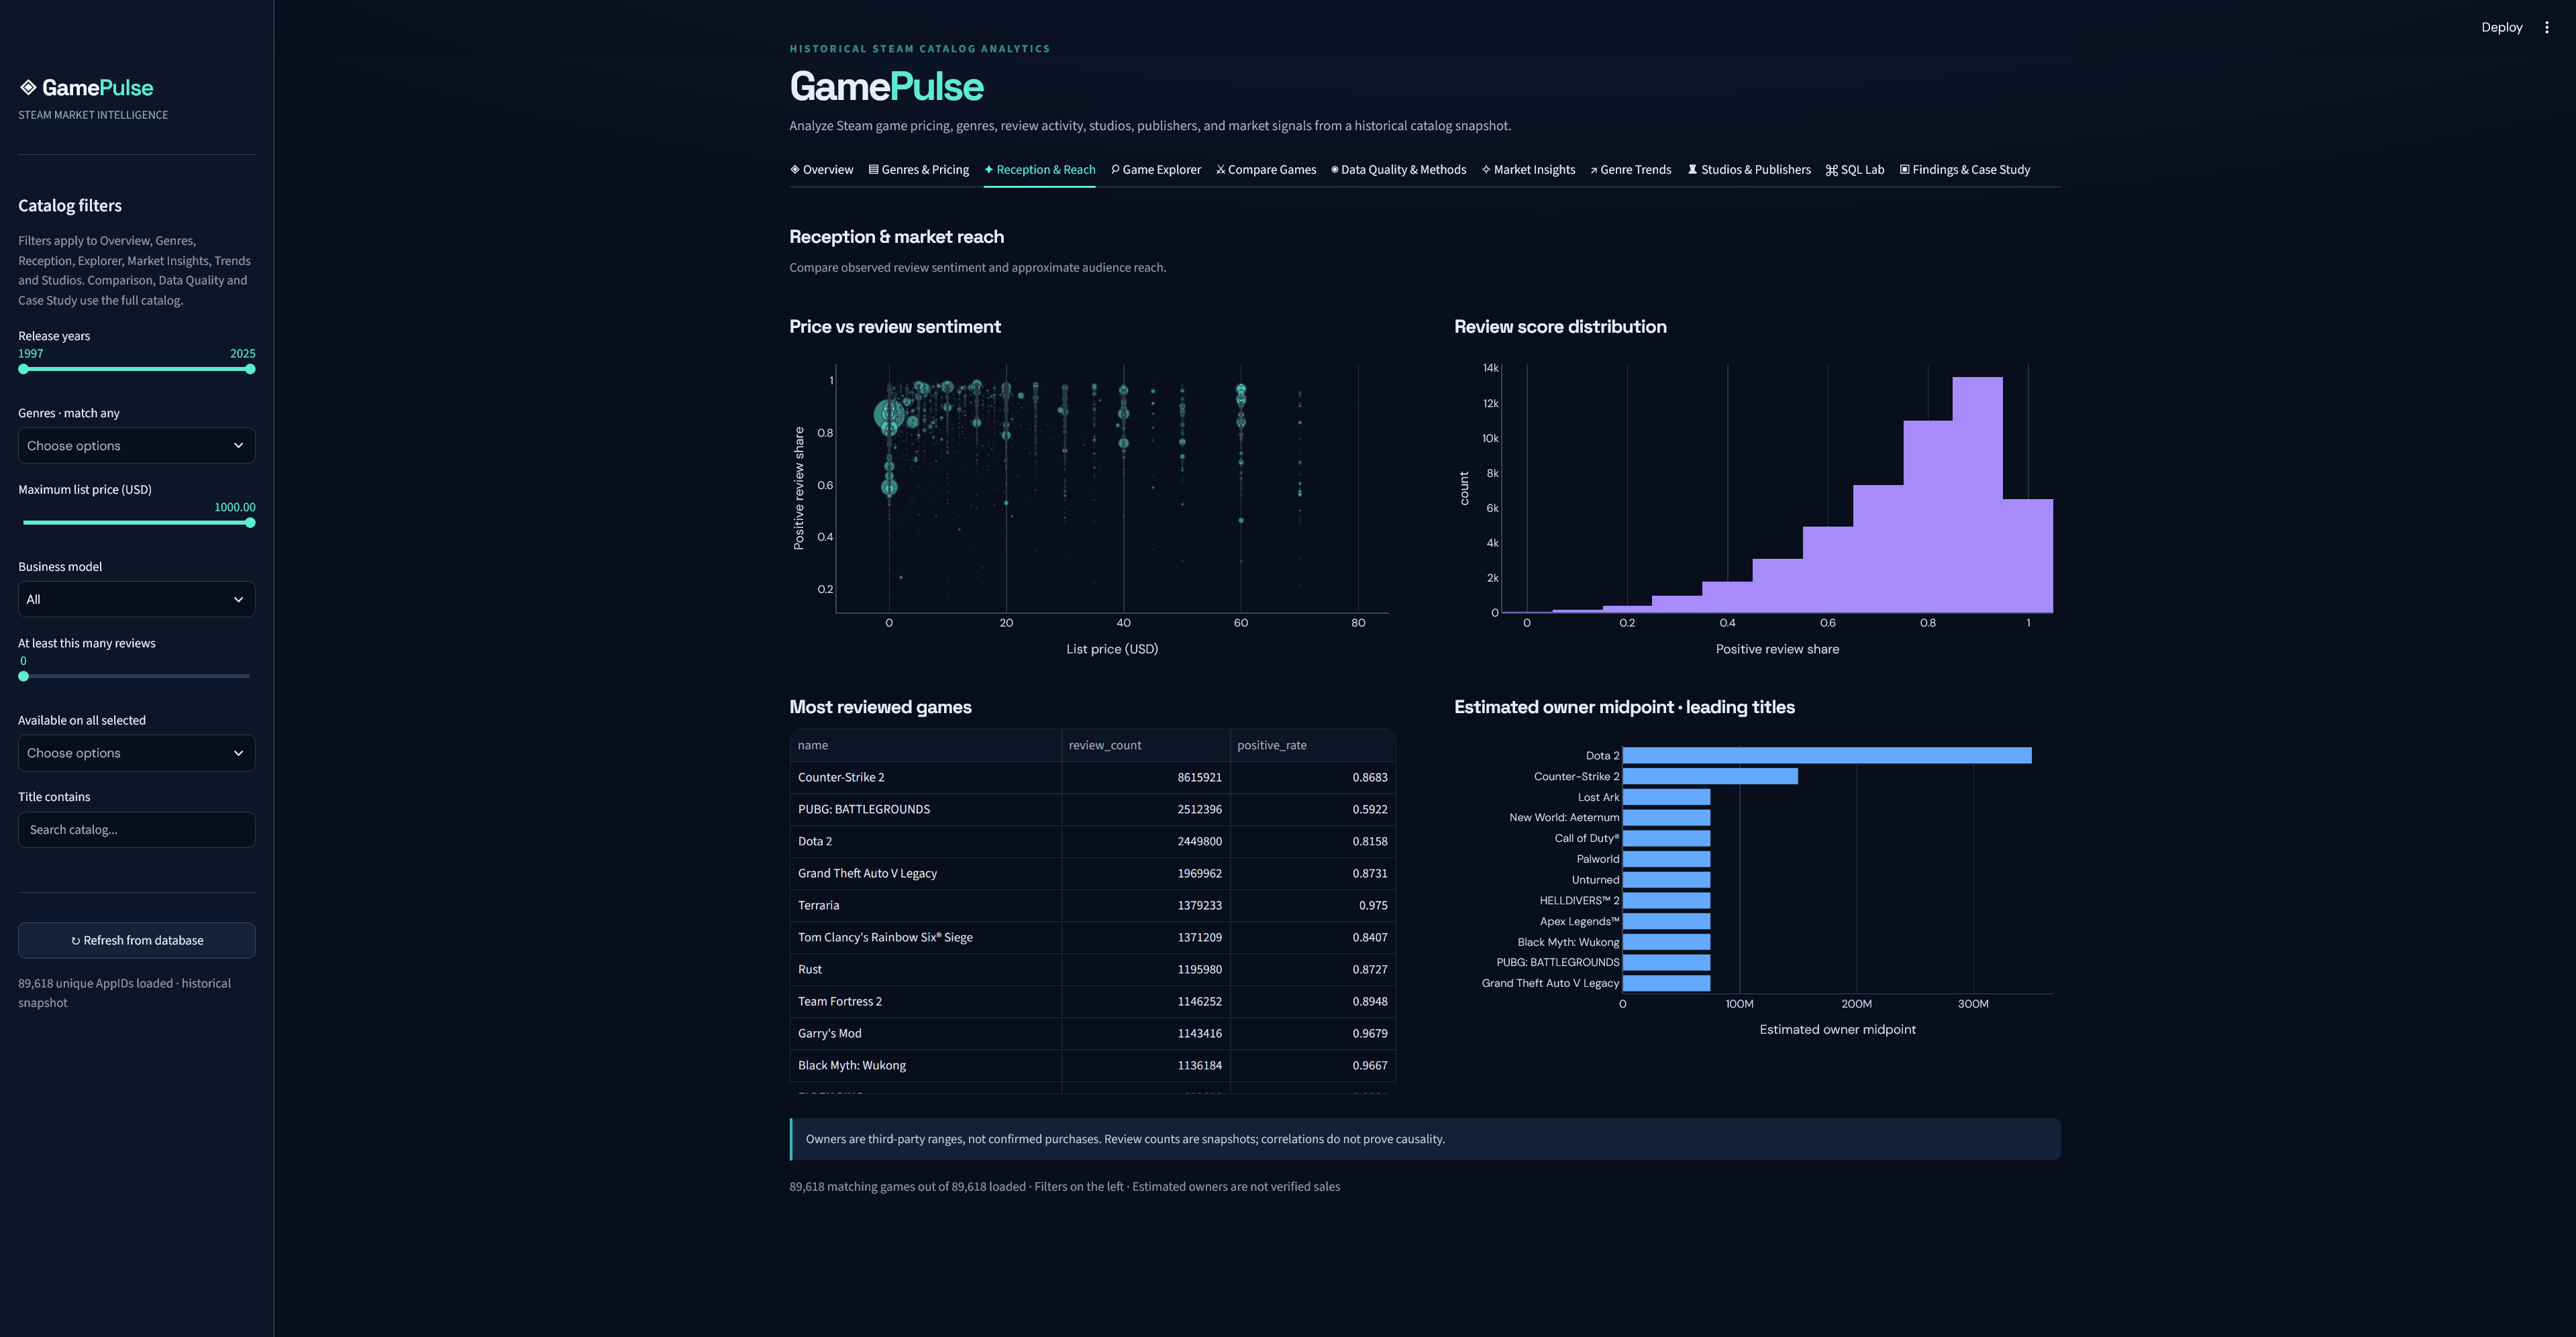 Deploy
GamePulse
STEAM MARKET INTELLIGENCE
Catalog filters
Filters apply to Overview, Genres,
Reception, Explorer, Market Insights, Trends
and Studios. Comparison, Data Quality and
Case Study use the full catalog.
Release years
1997 2025
Genres · match any
Choose options
Maximum list price (USD)
1000.00
Business model
All
At least this many reviews
0
Available on all selected
Choose options
Title contains
Search catalog...
↻ Refresh from database
89,618 unique AppIDs loaded · historical
snapshot
HISTORICAL STEAM CATALOG ANALYTICS
GamePulse
Analyze Steam game pricing, genres, review activity, studios, publishers, and market signals from a historical catalog snapshot.
Overview Genres & Pricing Reception & Reach Game Explorer Compare Games Data Quality & Methods Market Insights Genre Trends Studios & Publishers SQL Lab Findings & Case Study
Reception & market reach
Compare observed review sentiment and approximate audience reach.
Price vs review sentiment
Positive review share
1
0.8
0.6
0.4
0.2
0 20 40 60 80
List price (USD)
Review score distribution
count
14k
12k
10k
8k
6k
4k
2k
0
0 0.2 0.4 0.6 0.8 1
Positive review share
Most reviewed games
name review_count positive_rate
Counter-Strike 2 8615921 0.8683
PUBG: BATTLEGROUNDS 2512396 0.5922
Dota 2 2449800 0.8158
Grand Theft Auto V Legacy 1969962 0.8731
Terraria 1379233 0.975
Tom Clancy's Rainbow Six® Siege 1371209 0.8407
Rust 1195980 0.8727
Team Fortress 2 1146252 0.8948
Garry's Mod 1143416 0.9679
Black Myth: Wukong 1136184 0.9667
Estimated owner midpoint · leading titles
Dota 2
Counter-Strike 2
Lost Ark
New World: Aeternum
Call of Duty®
Palworld
Unturned
HELLDIVERS™ 2
Apex Legends™
Black Myth: Wukong
PUBG: BATTLEGROUNDS
Grand Theft Auto V Legacy
0 100M 200M 300M
Estimated owner midpoint
Owners are third-party ranges, not confirmed purchases. Review counts are snapshots; correlations do not prove causality.
89,618 matching games out of 89,618 loaded · Filters on the left · Estimated owners are not verified sales